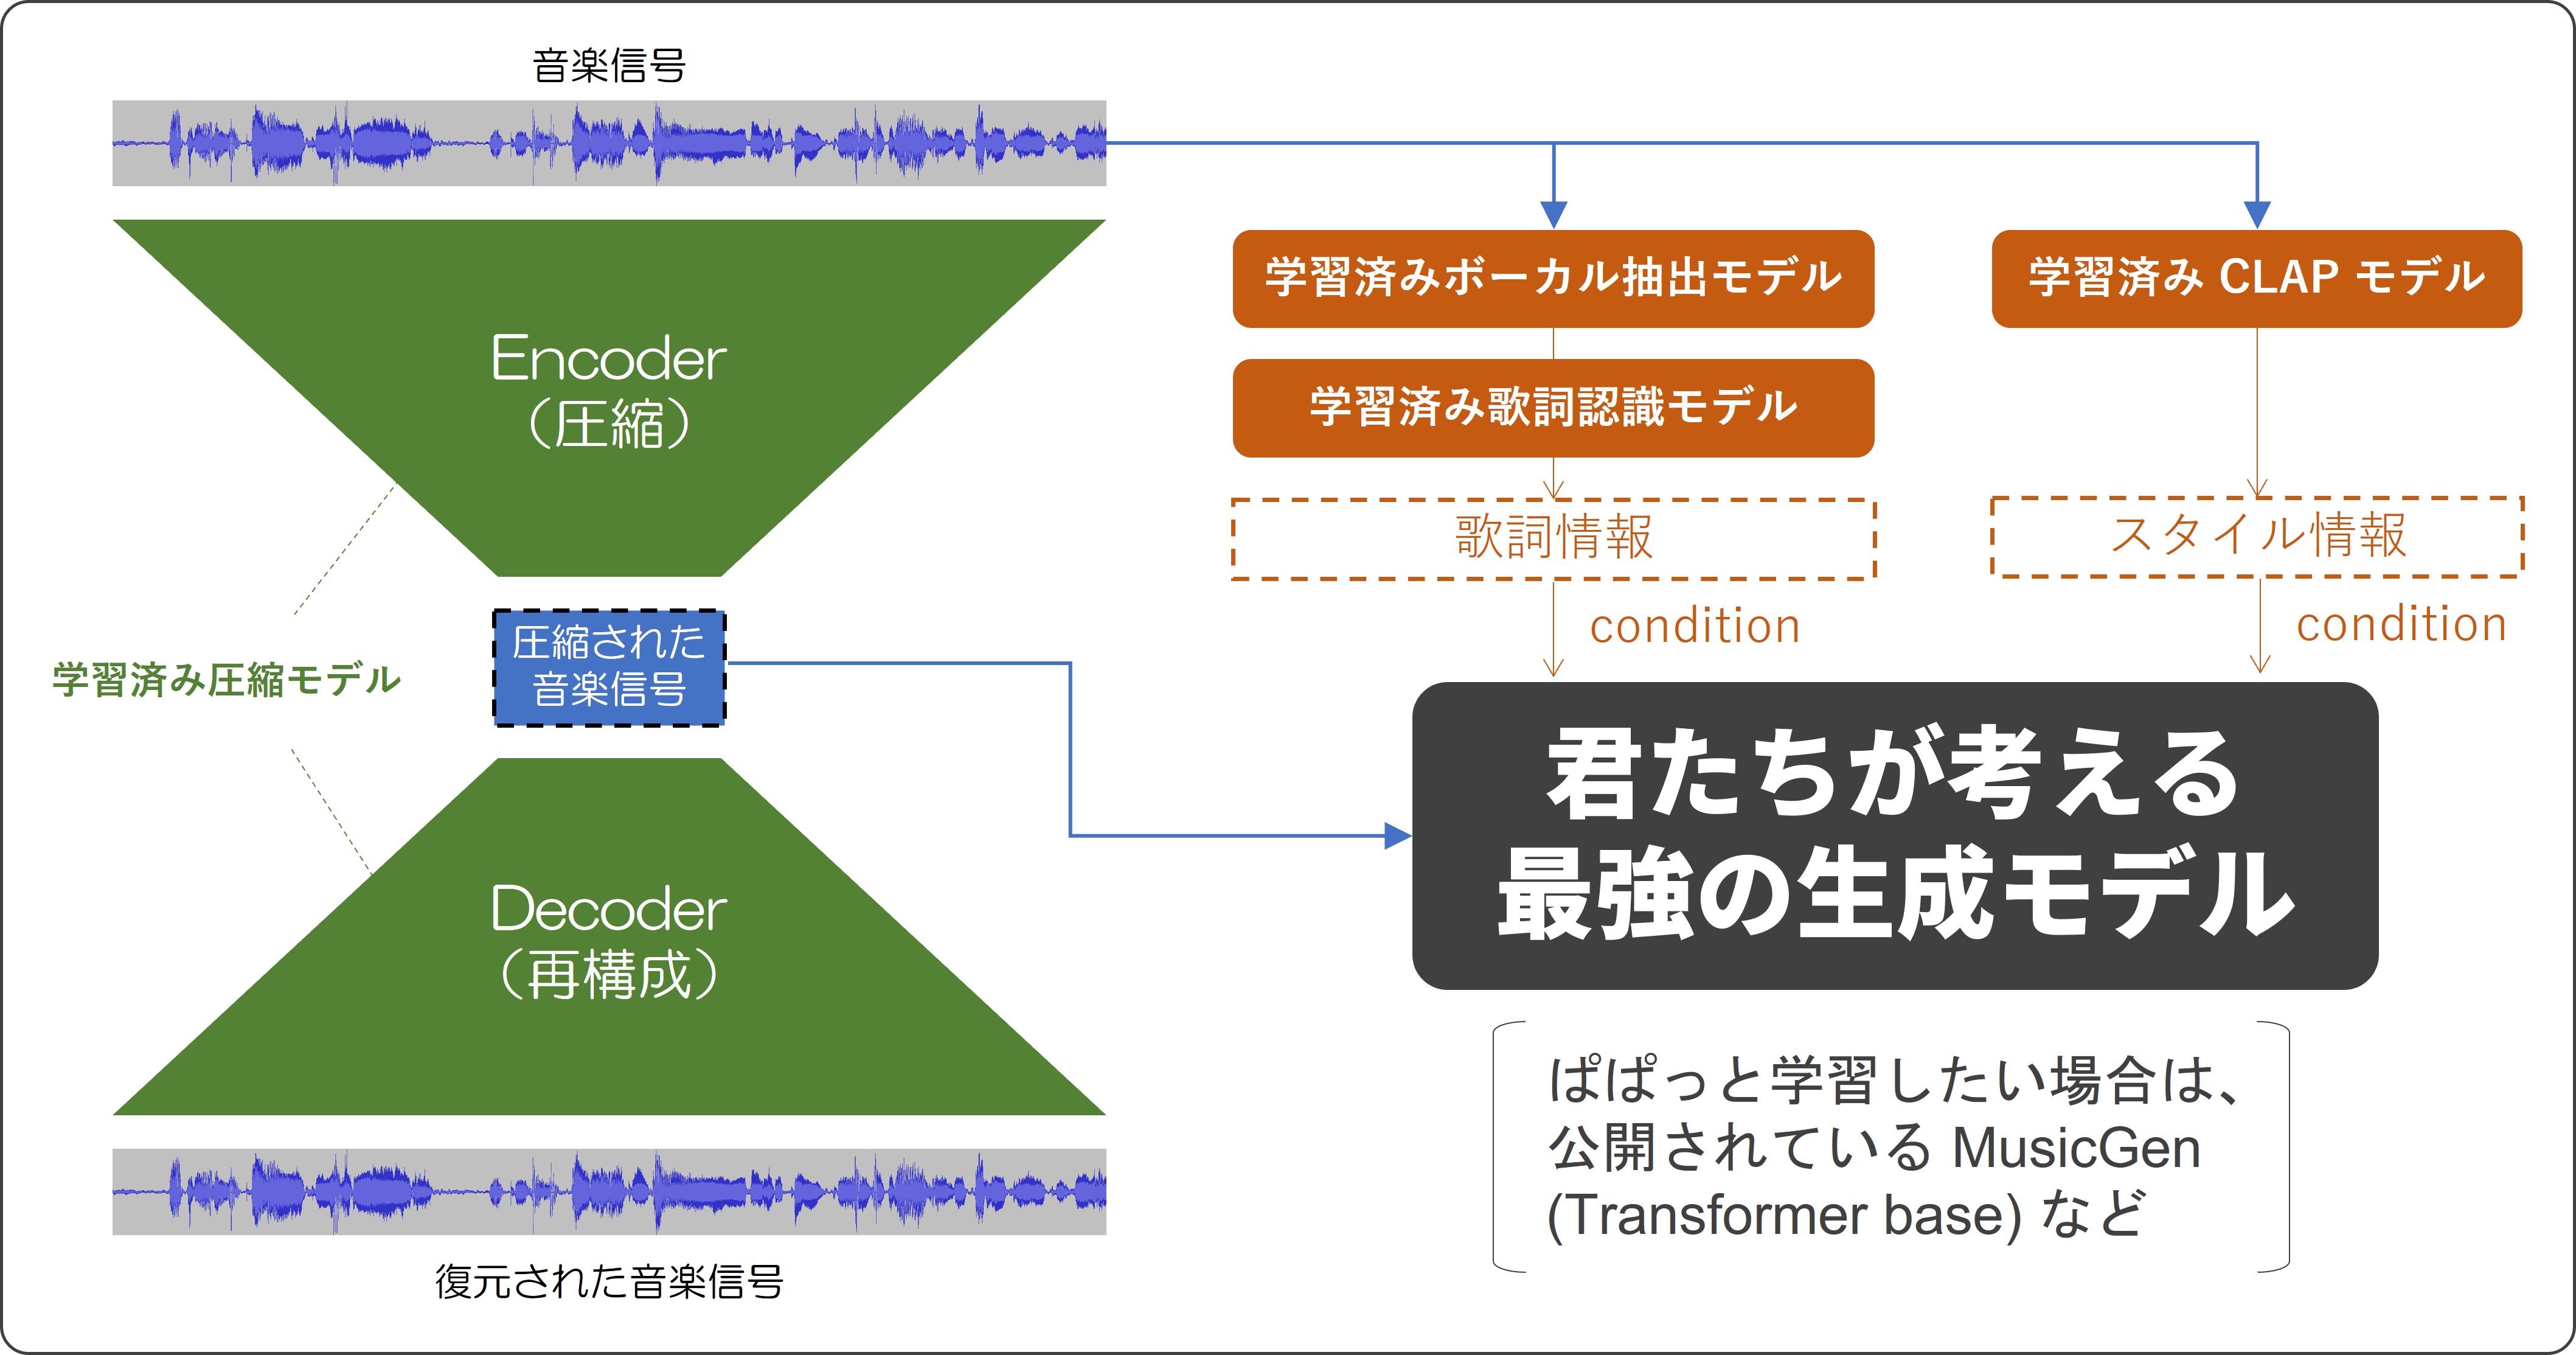 音楽信号
Encoder
（圧縮）
学習済み圧縮モデル
圧縮された
音楽信号
Decoder
（再構成）
復元された音楽信号
学習済みボーカル抽出モデル
学習済み歌詞認識モデル
歌詞情報
condition
学習済み CLAP モデル
スタイル情報
condition
君たちが考える
最強の生成モデル
ぱぱっと学習したい場合は、
公開されている MusicGen
(Transformer base) など